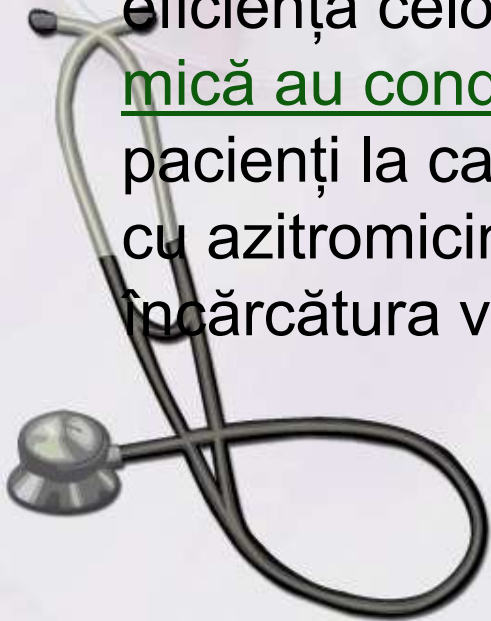 eficiența celo
mică au cond
pacienți la ca
cu azitromicin
încărcătura v